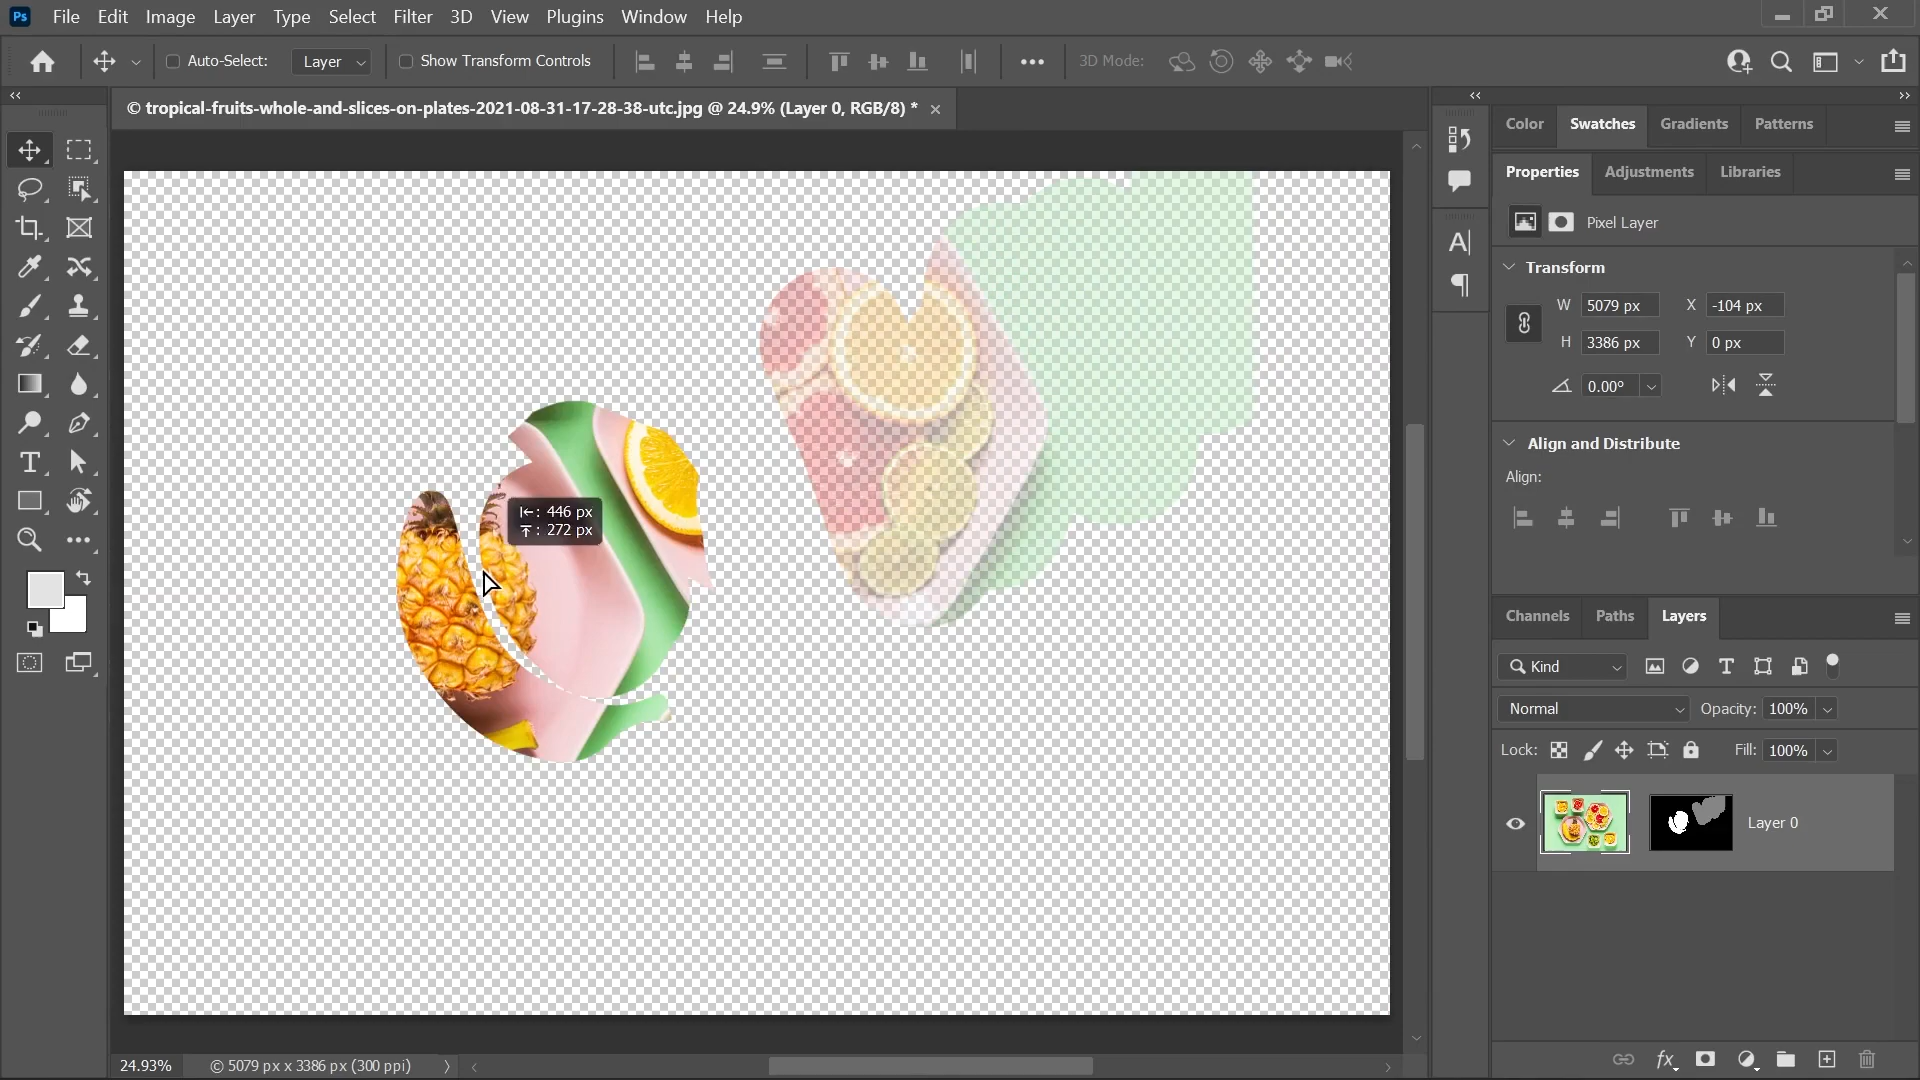 Ps File Edit Image Layer Type Select Filter 3D View Plugins Window Help
Auto-Select: Layer Show Transform Controls 3D Mode:
© tropical-fruits-whole-and-slices-on-plates-2021-08-31-17-28-38-utc.jpg @ 24.9% (Layer 0, RGB/8) *
Color Swatches Gradients Patterns
Properties Adjustments Libraries
Pixel Layer
Transform
W 5079 px X -104 px
H 3386 px Y 0 px
0.00°
Align and Distribute
Align:
: 446 px
: 272 px
Channels Paths Layers
Kind
Normal Opacity: 100%
Lock: Fill: 100%
Layer 0
24.93% © 5079 px x 3386 px (300 ppi)
fx